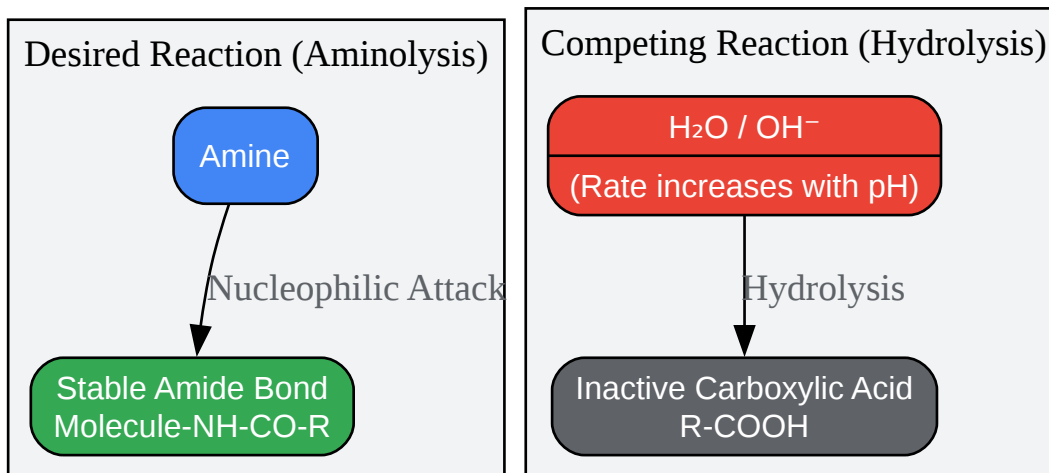 Desired Reaction (Aminolysis)
Amine
Nucleophilic Attack
Stable Amide Bond
Molecule-NH-CO-R
Competing Reaction (Hydrolysis)
H₂O / OH⁻
(Rate increases with pH)
Hydrolysis
Inactive Carboxylic Acid
R-COOH